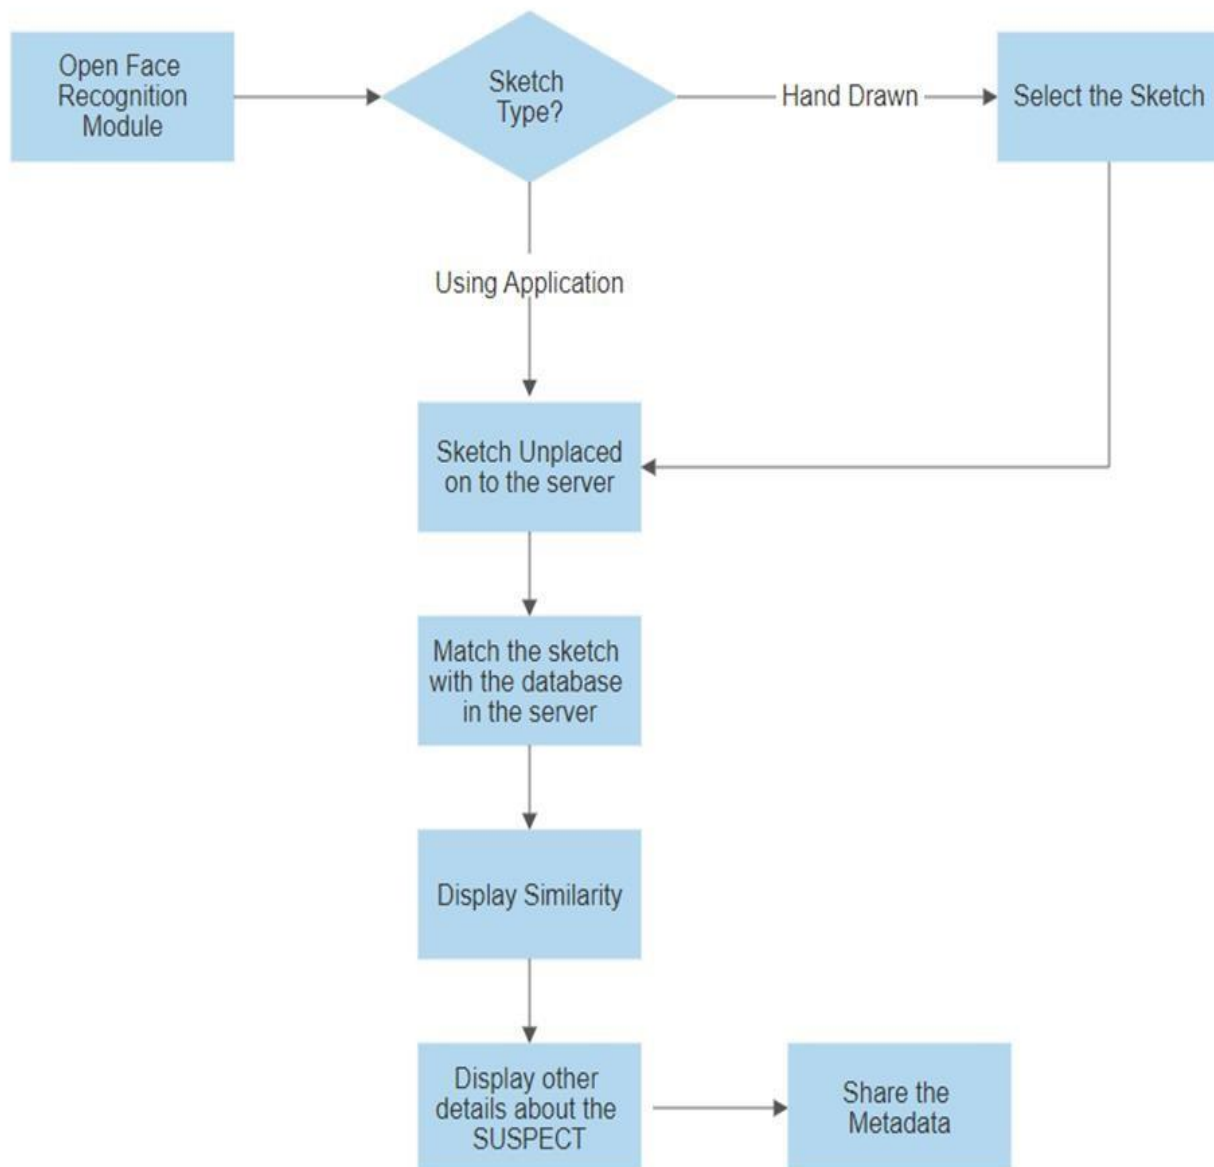 Open Face
Recognition
Module
Sketch
Type?
Hand Drawn
Select the Sketch
Using Application
Sketch Unplaced
on to the server
Match the sketch
with the database
in the server
Display Similarity
Display other
details about the
SUSPECT
Share the
Metadata